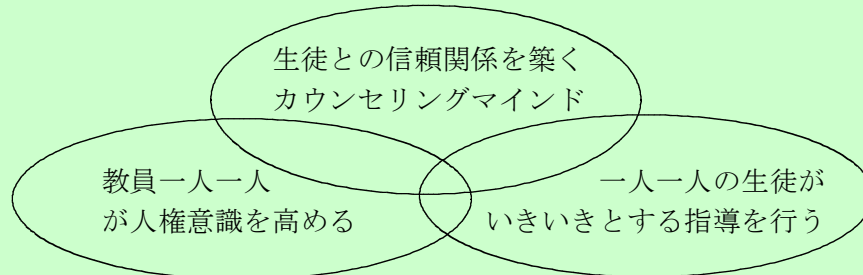 生徒との信頼関係を築く
カウンセリングマインド
教員一人一人
が人権意識を高める
一人一人の生徒が
いきいきとする指導を行う